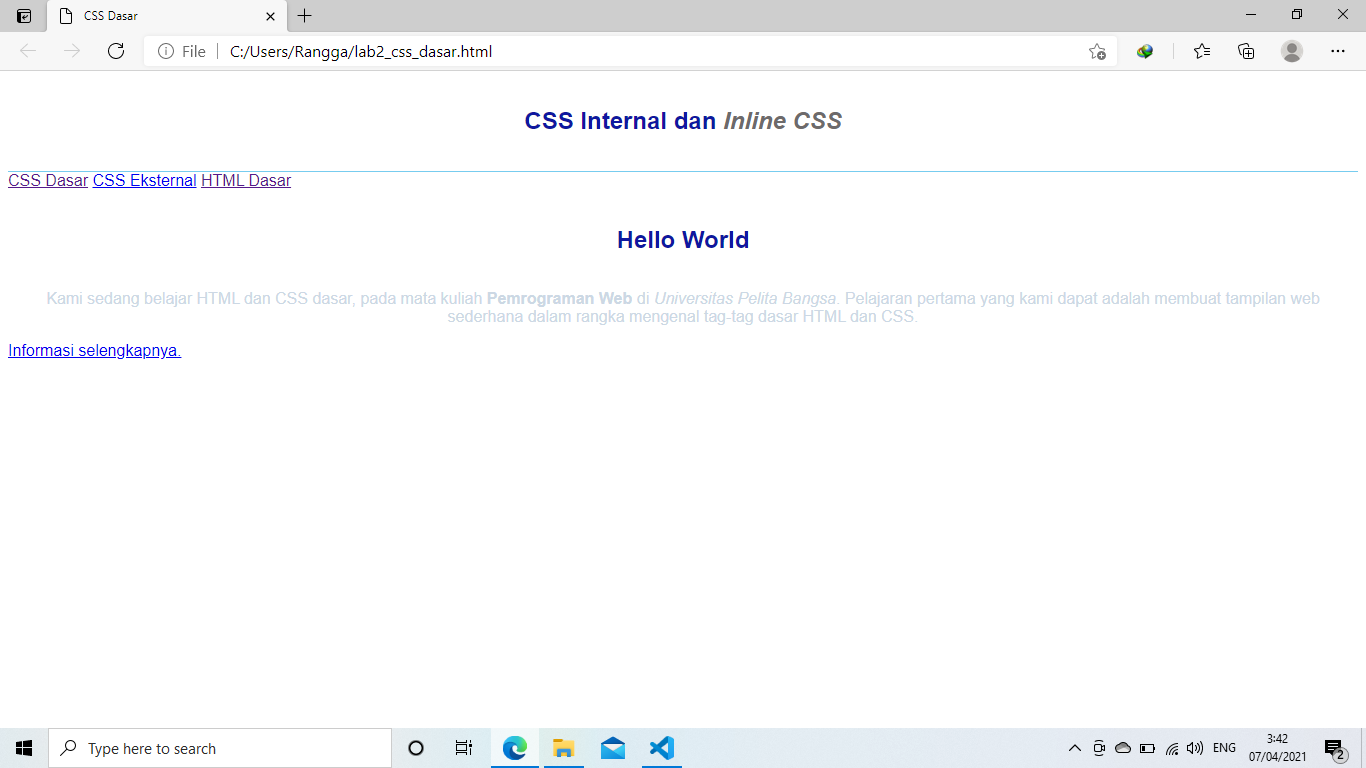 CSS Dasar
File
C:/Users/Rangga/lab2_css_dasar.html
CSS Internal dan Inline CSS
CSS Dasar CSS Eksternal HTML Dasar
Hello World
Kami sedang belajar HTML dan CSS dasar, pada mata kuliah Pemrograman Web di Universitas Pelita Bangsa. Pelajaran pertama yang kami dapat adalah membuat tampilan web
sederhana dalam rangka mengenal tag-tag dasar HTML dan CSS.
Informasi selengkapnya.
Type here to search
ENG
3:42
07/04/2021
2